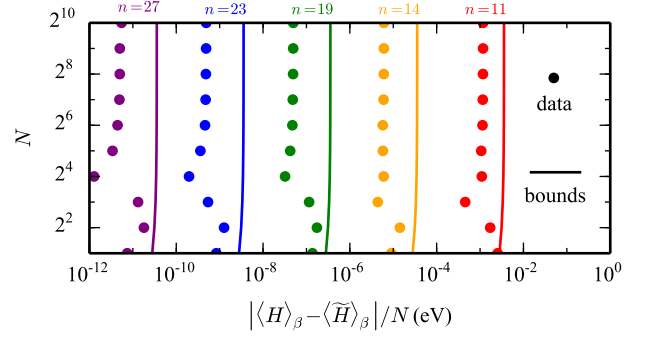 n=27 n=23 n=19 n=14 n=11
2^10
2^8
2^6
2^4
2^2
N
data
bounds
10^-12 10^-10 10^-8 10^-6 10^-4 10^-2 10^0
|⟨H⟩_β−⟨H̃⟩_β|/N (eV)